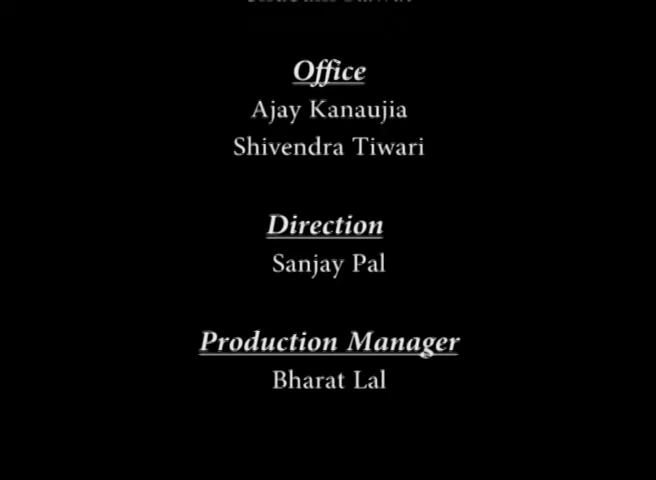 Office
Ajay Kanaujia
Shivendra Tiwari
Direction
Sanjay Pal
Production Manager
Bharat Lal